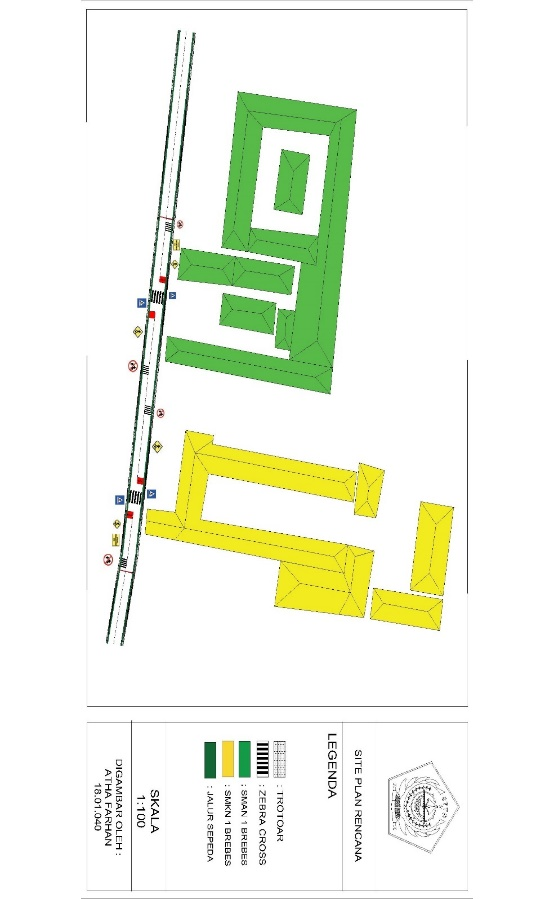 SITE PLAN RENCANA
LEGENDA
: TROTOAR
: ZEBRA CROSS
: SMAN 1 BREBES
: SMKN 1 BREBES
: JALUR SEPEDA
SKALA
1:100
DIGAMBAR OLEH :
ATHA FARHAN
18.01.040